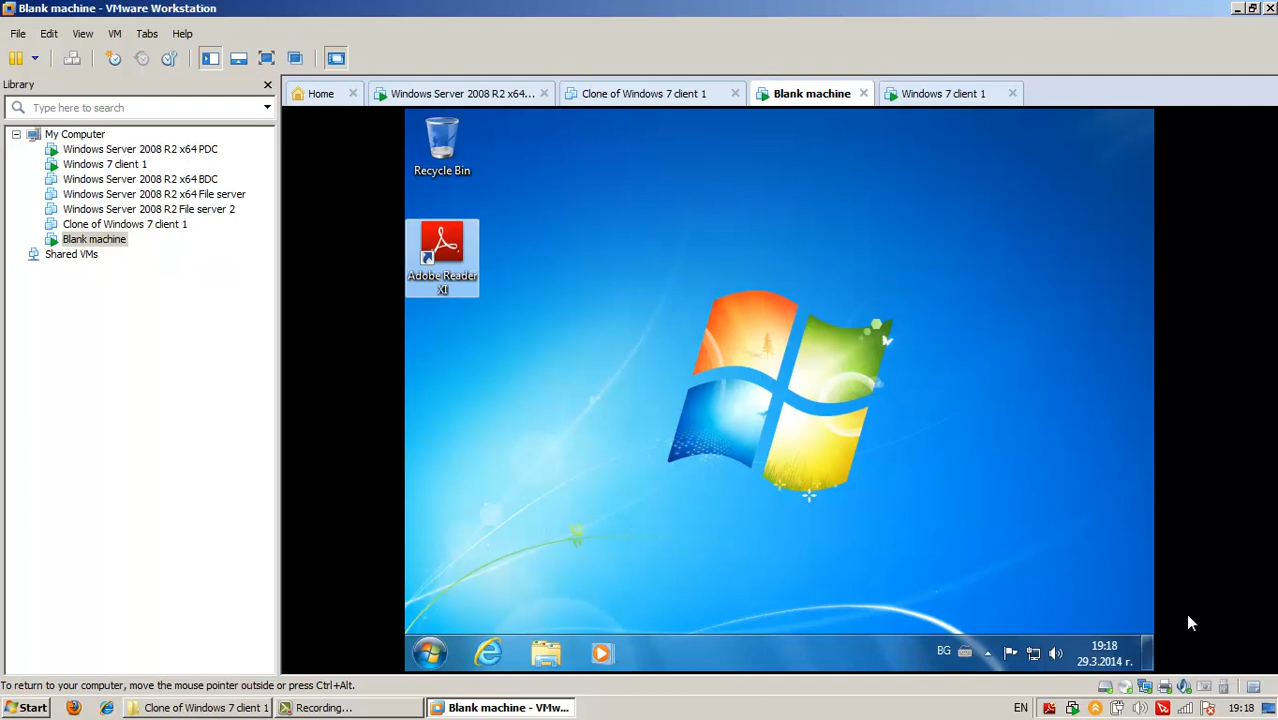 Blank machine - VMware Workstation
File Edit View VM Tabs Help
Library
Type here to search
My Computer
Windows Server 2008 R2 x64 PDC
Windows 7 client 1
Windows Server 2008 R2 x64 BDC
Windows Server 2008 R2 x64 File server
Windows Server 2008 R2 File server 2
Clone of Windows 7 client 1
Blank machine
Shared VMs
Home Windows Server 2008 R2 x64... Clone of Windows 7 client 1 Blank machine Windows 7 client 1
Recycle Bin
Adobe Reader
XI
BG 19:18
29.3.2014 г.
To return to your computer, move the mouse pointer outside or press Ctrl+Alt.
Start Clone of Windows 7 client 1 Recording... Blank machine - VMw... EN 19:18